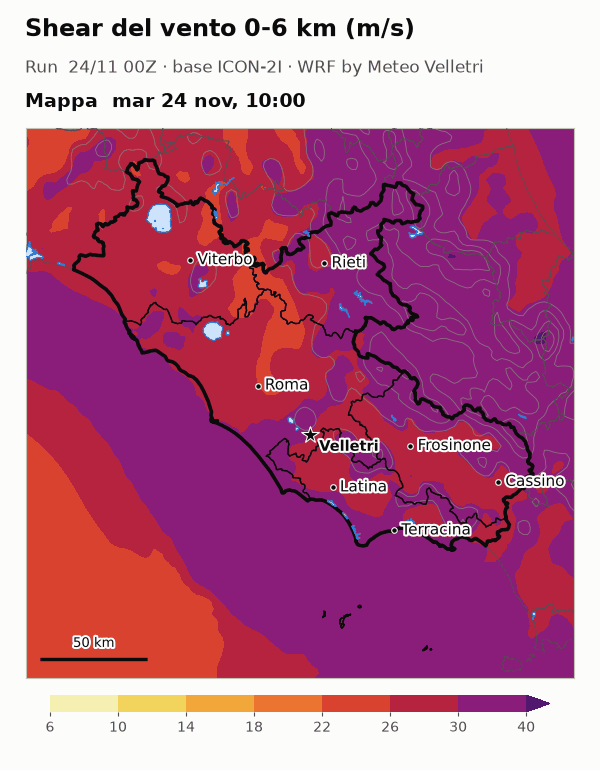 Shear del vento 0-6 km (m/s)
Run  24/11 00Z · base ICON-2I · WRF by Meteo Velletri
Mappa  mar 24 nov, 10:00
Viterbo
Rieti
Roma
Velletri
Frosinone
Cassino
Latina
Terracina
50 km
6 10 14 18 22 26 30 40